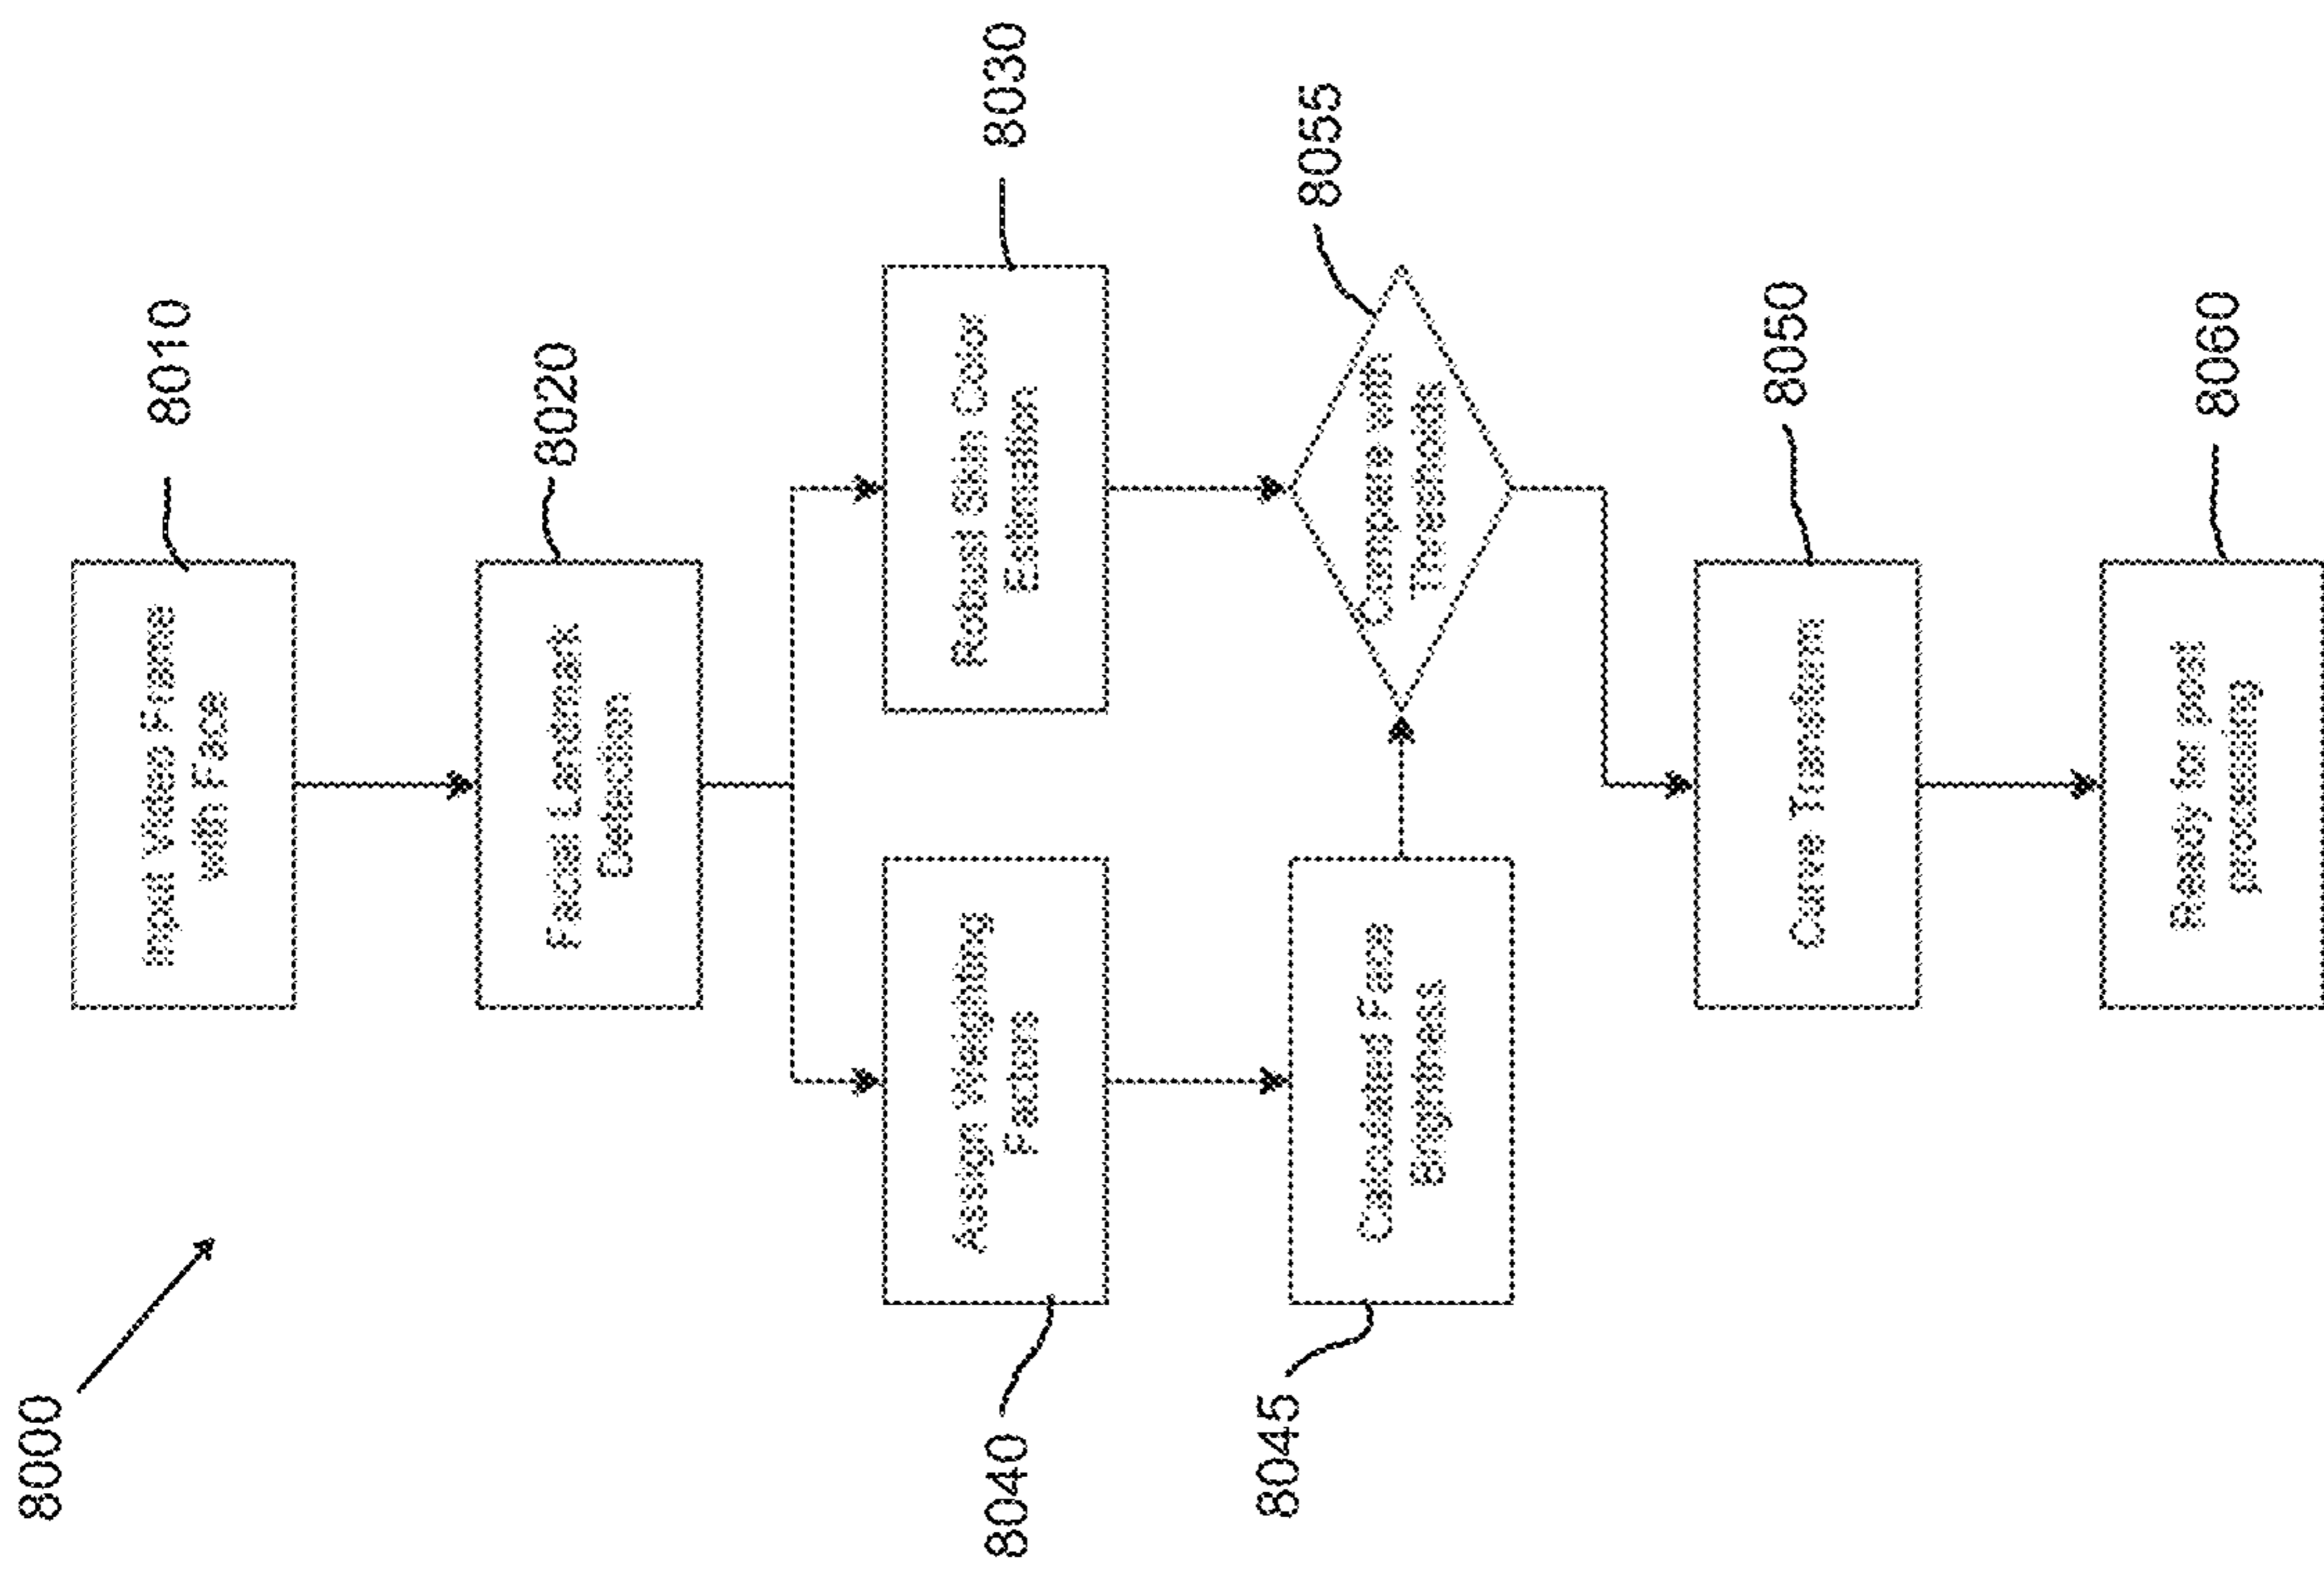 8000
Input Video Frame
with Face
8010
Facial Landmark
Detection
8020
Assign Weighting
Factors
8040
Robust Skin Color
Estimation
8030
Calculated Face
Brightness
8045
Compare with
Thresholds
8055
Curve Transform
8050
Ready for post
processing
8060